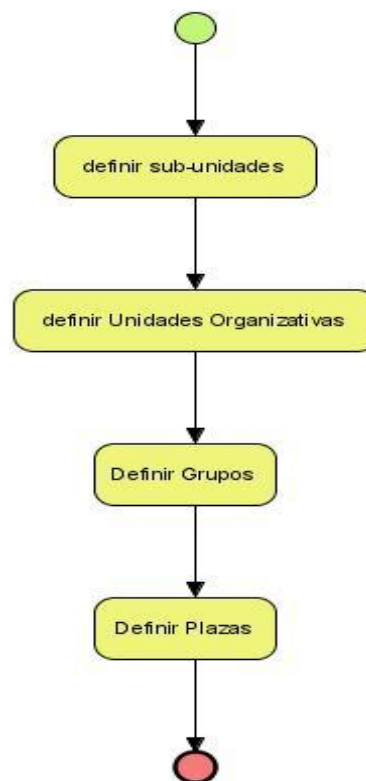 definir sub-unidades
definir Unidades Organizativas
Definir Grupos
Definir Plazas